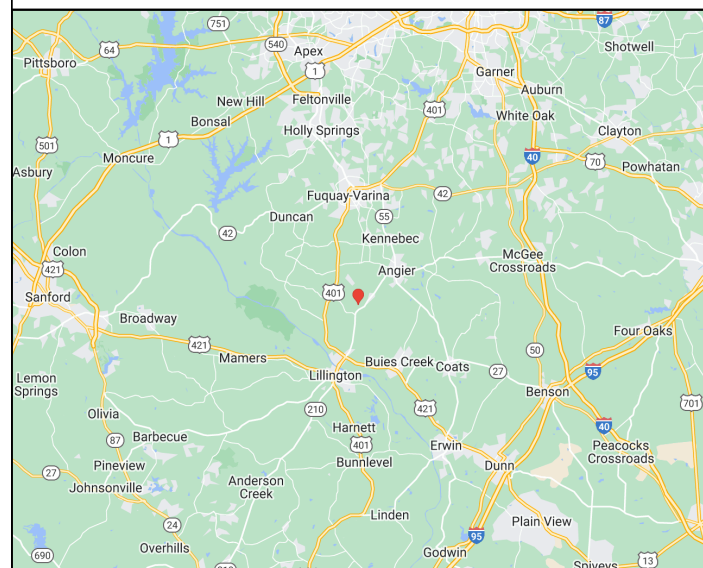 751
87
64
540
Apex
Shotwell
Pittsboro
1
Garner
Auburn
New Hill
Feltonville
401
White Oak
Bonsal
Holly Springs
Clayton
501
1
40
70
Moncure
Powhatan
Asbury
Fuquay-Varina
42
Duncan
55
42
Kennebec
Colon
McGee
Crossroads
421
Angier
Sanford
401
Broadway
Four Oaks
421
50
Mamers
Buies Creek
Coats
Lillington
27
95
Lemon
Springs
Benson
210
421
701
Olivia
Harnett
40
87
Barbecue
401
Erwin
Peacocks
Crossroads
Pineview
Bunnlevel
Dunn
27
Johnsonville
Anderson
Creek
Linden
24
Plain View
95
Overhills
690
Godwin
13
Spiveys